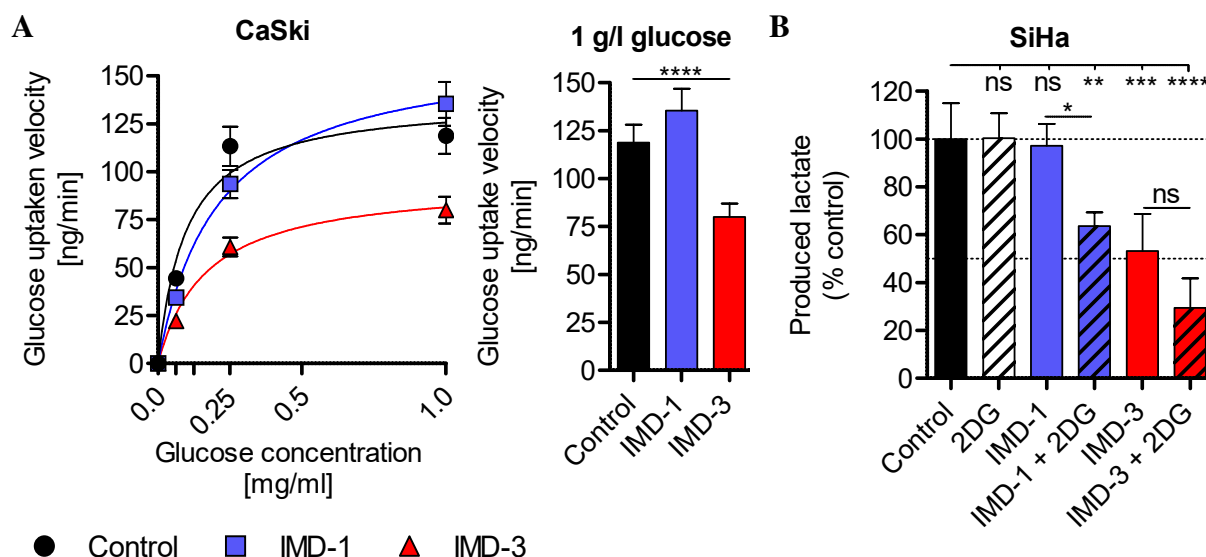 A
CaSki
Glucose uptaken velocity
[ng/min]
150
125
100
75
50
25
0
0.0
0.25
0.5
1.0
Glucose concentration
[mg/ml]
1 g/l glucose
Glucose uptake velocity
[ng/min]
150
125
100
75
50
25
0
****
Control
IMD-1
IMD-3
Control
IMD-1
IMD-3
B
SiHa
Produced lactate
(% control)
120
100
80
60
40
20
0
ns
ns
**
***
****
*
ns
Control
2DG
IMD-1
IMD-1 + 2DG
IMD-3
IMD-3 + 2DG